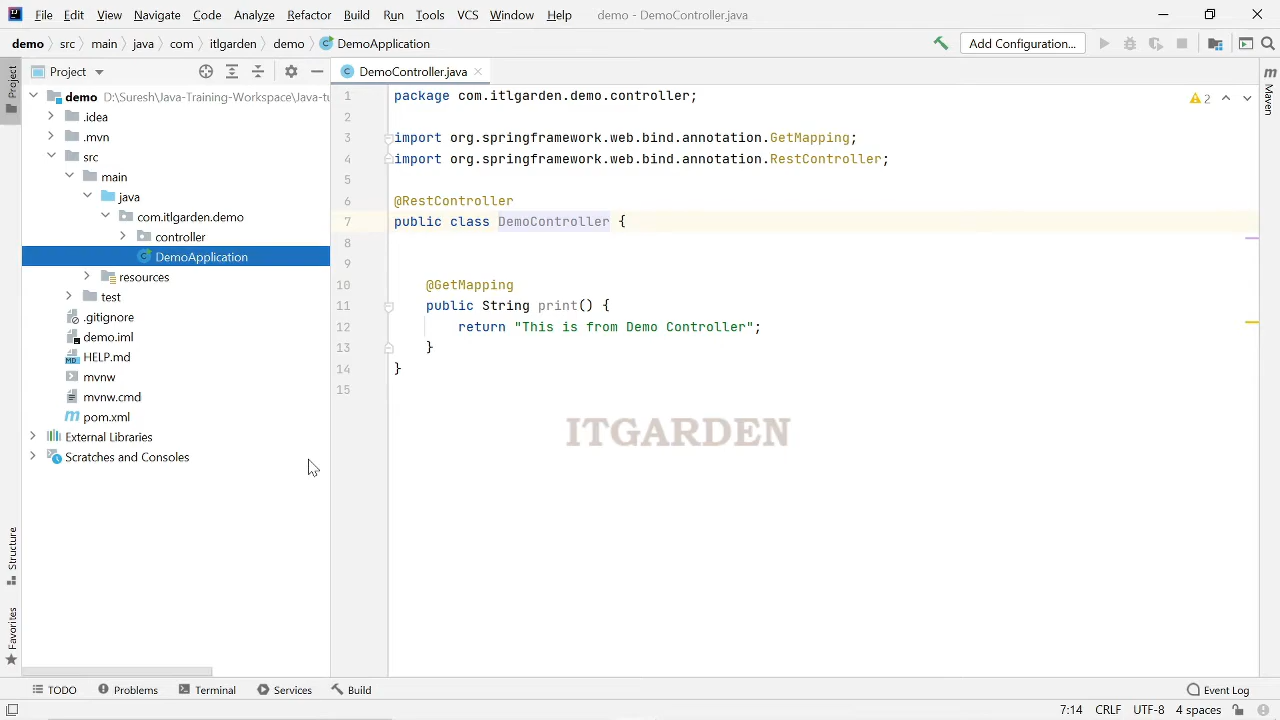 File Edit View Navigate Code Analyze Refactor Build Run Tools VCS Window Help demo - DemoController.java
demo src main java com itlgarden demo DemoApplication Add Configuration...
Project
DemoController.java
Project
demo D:\Suresh\Java-Training-Workspace\Java-tu
.idea
.mvn
src
main
java
com.itlgarden.demo
controller
DemoApplication
resources
test
.gitignore
demo.iml
HELP.md
mvnw
mvnw.cmd
pom.xml
External Libraries
Scratches and Consoles
Structure
Favorites
1 package com.itlgarden.demo.controller;
2
3 import org.springframework.web.bind.annotation.GetMapping;
4 import org.springframework.web.bind.annotation.RestController;
5
6 @RestController
7 public class DemoController {
8
9
10 @GetMapping
11 public String print() {
12 return "This is from Demo Controller";
13 }
14 }
15
2
Maven
ITGARDEN
TODO Problems Terminal Services Build Event Log
7:14 CRLF UTF-8 4 spaces